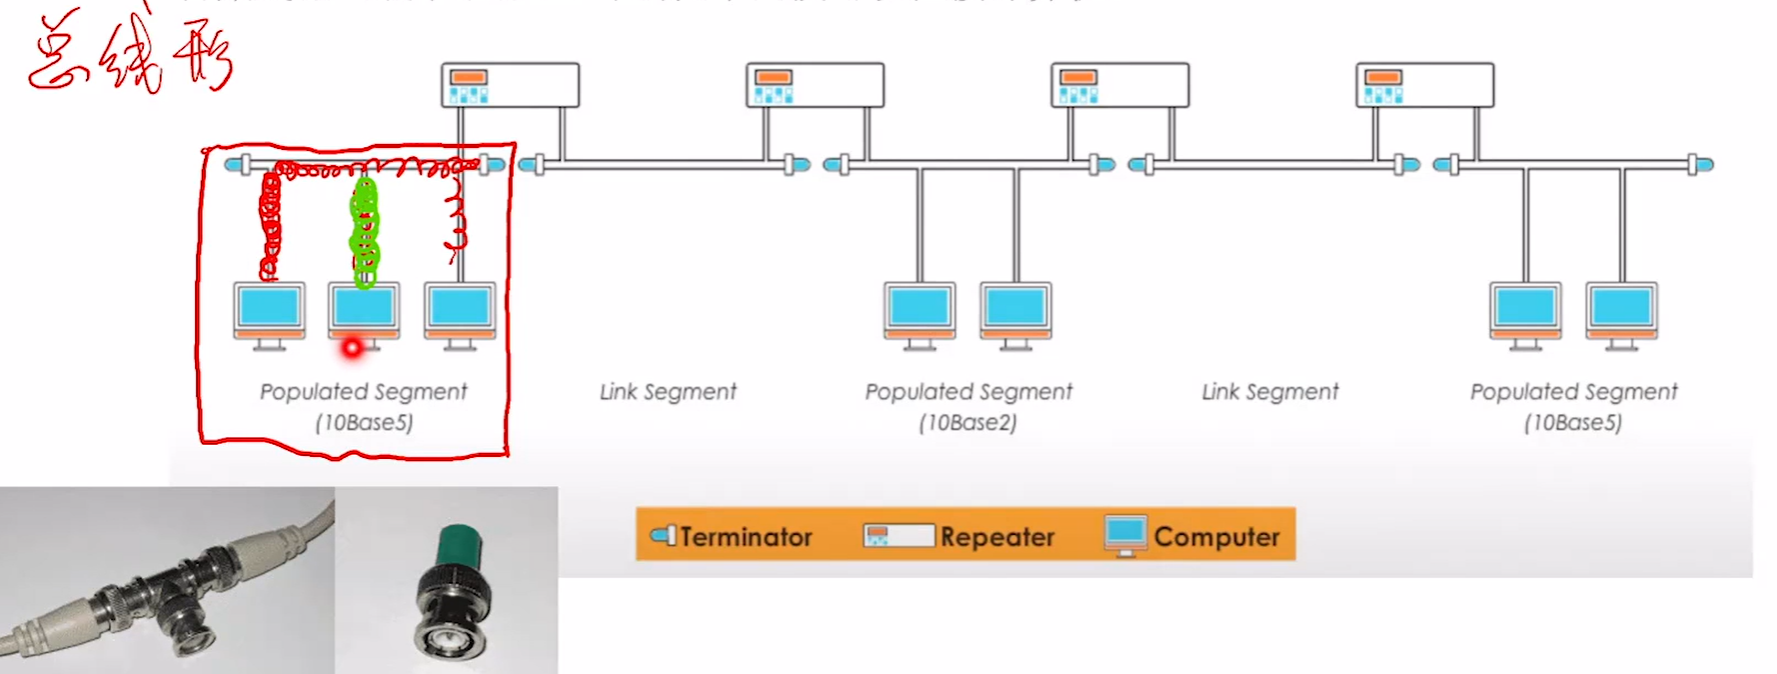 总线形
Populated Segment
(10Base5)
Link Segment
Populated Segment
(10Base2)
Link Segment
Populated Segment
(10Base5)
Terminator
Repeater
Computer